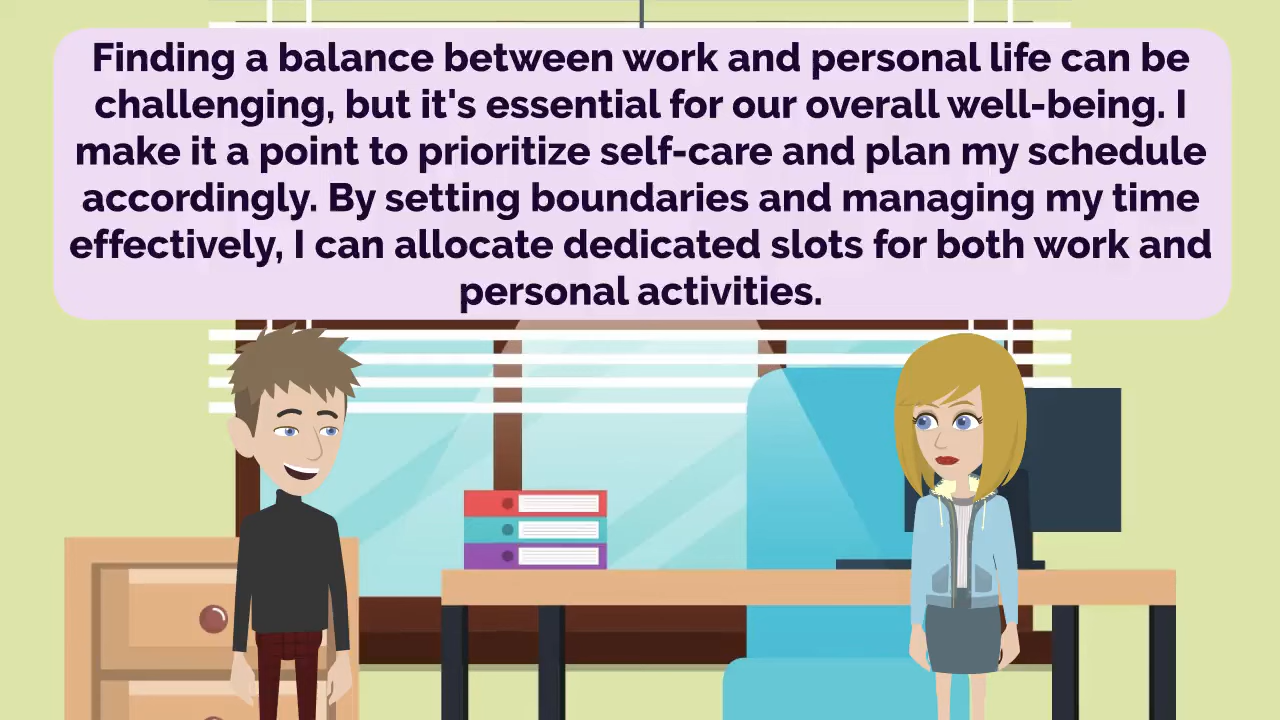 Finding a balance between work and personal life can be
challenging, but it's essential for our overall well-being. I
make it a point to prioritize self-care and plan my schedule
accordingly. By setting boundaries and managing my time
effectively, I can allocate dedicated slots for both work and
personal activities.